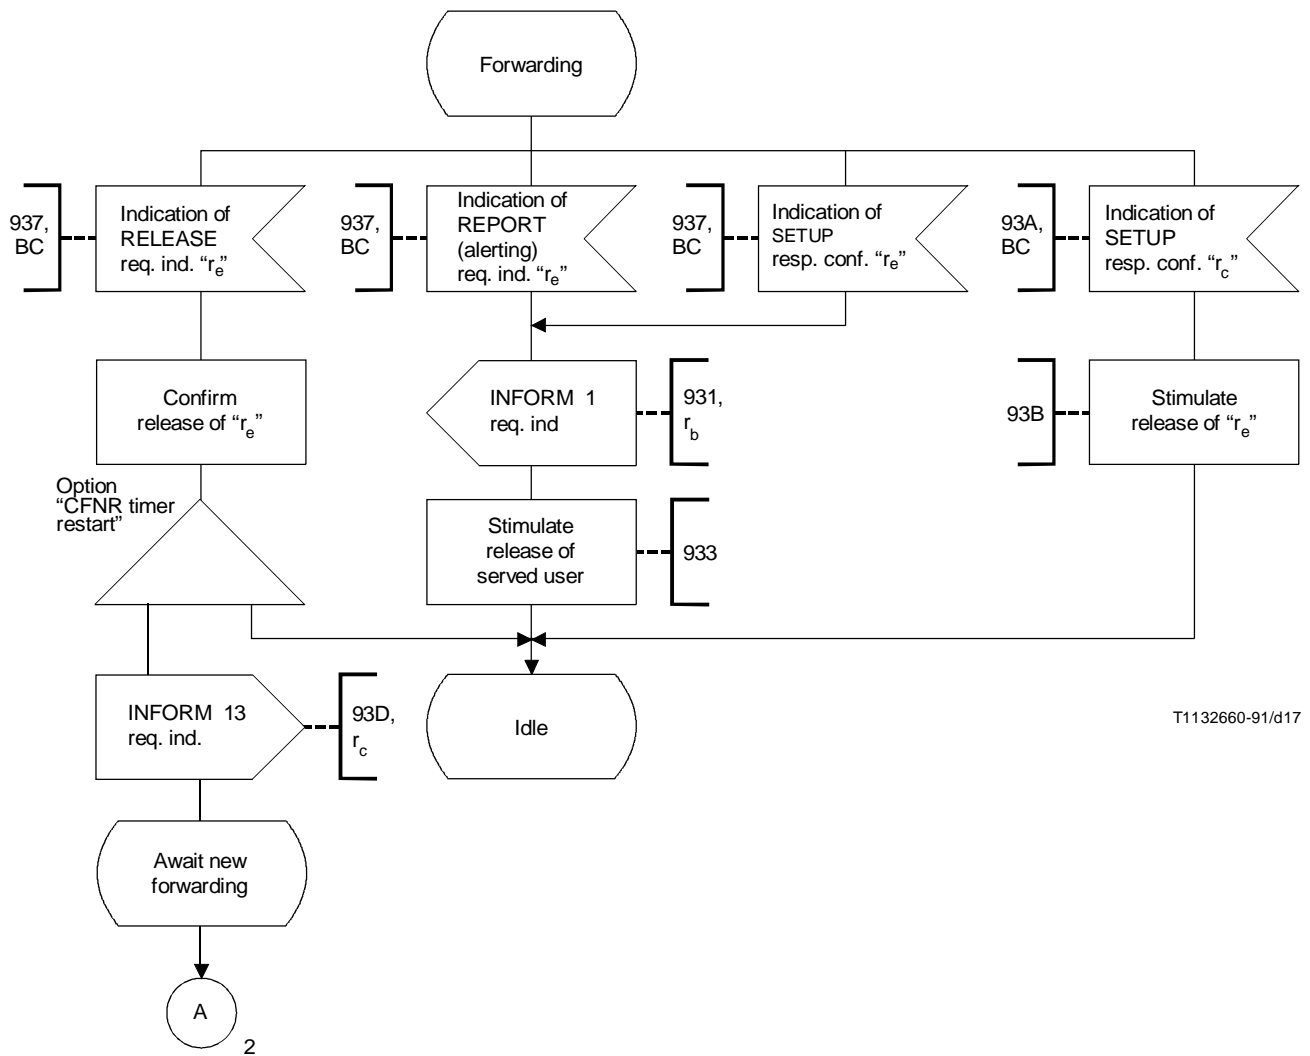 Forwarding
937,
BC
Indication of
RELEASE
req. ind. “re”
937,
BC
Indication of
REPORT
(alerting)
req. ind. “re”
937,
BC
Indication of
SETUP
resp. conf. “re”
93A,
BC
Indication of
SETUP
resp. conf. “rc”
Confirm
release of “re”
INFORM 1
req. ind
931,
rb
93B
Stimulate
release of “re”
Option
“CFNR timer
restart”
Stimulate
release of
served user
933
INFORM 13
req. ind.
93D,
rc
Idle
T1132660-91/d17
Await new
forwarding
A
2